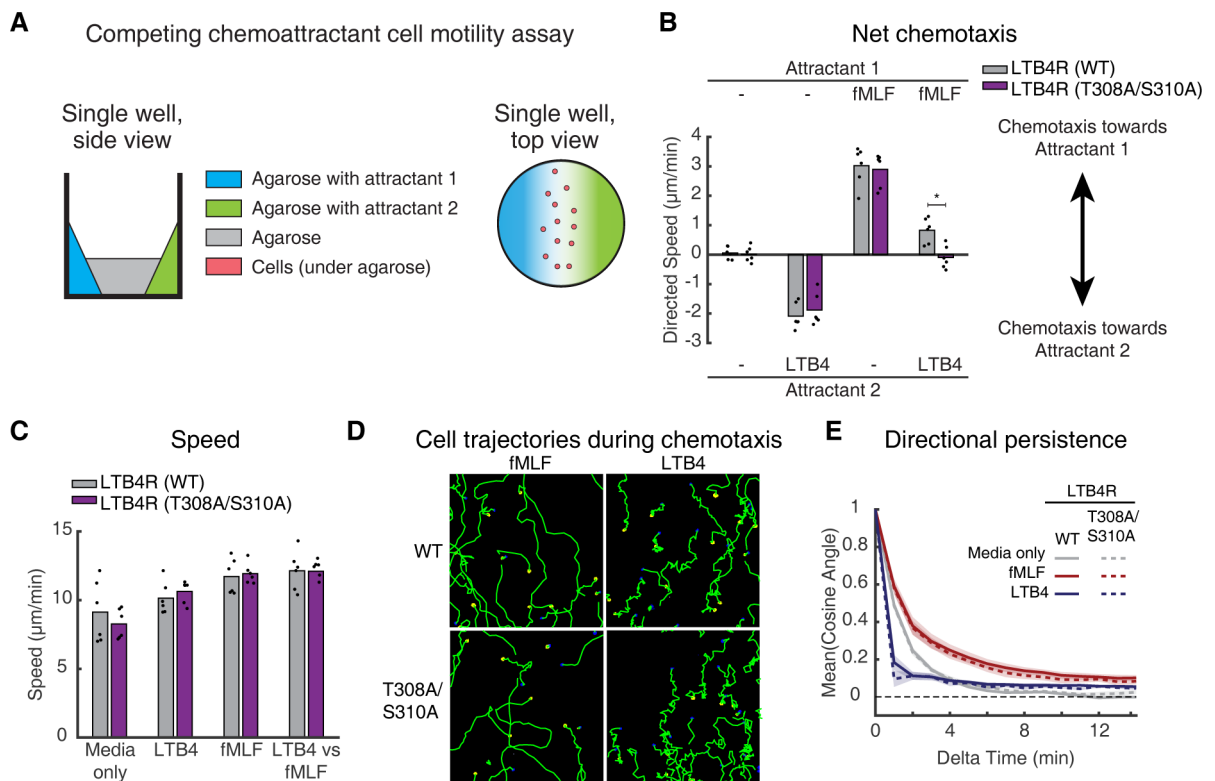 A
Competing chemoattractant cell motility assay
Single well,
side view
Agarose with attractant 1
Agarose with attractant 2
Agarose
Cells (under agarose)
Single well,
top view
B
Net chemotaxis
LTB4R (WT)
LTB4R (T308A/S310A)
Attractant 1
- - fMLF fMLF
Directed Speed (µm/min)
3
2
1
0
-1
-2
-3
*
- LTB4 - LTB4
Attractant 2
Chemotaxis towards
Attractant 1
Chemotaxis towards
Attractant 2
C
Speed
LTB4R (WT)
LTB4R (T308A/S310A)
Speed (µm/min)
15
10
5
0
Media
only
LTB4
fMLF
LTB4 vs
fMLF
D
Cell trajectories during chemotaxis
fMLF LTB4
WT
T308A/
S310A
E
Directional persistence
LTB4R
WT
T308A/
S310A
Media only
fMLF
LTB4
Mean(Cosine Angle)
1
0.8
0.6
0.4
0.2
0
0 4 8 12
Delta Time (min)